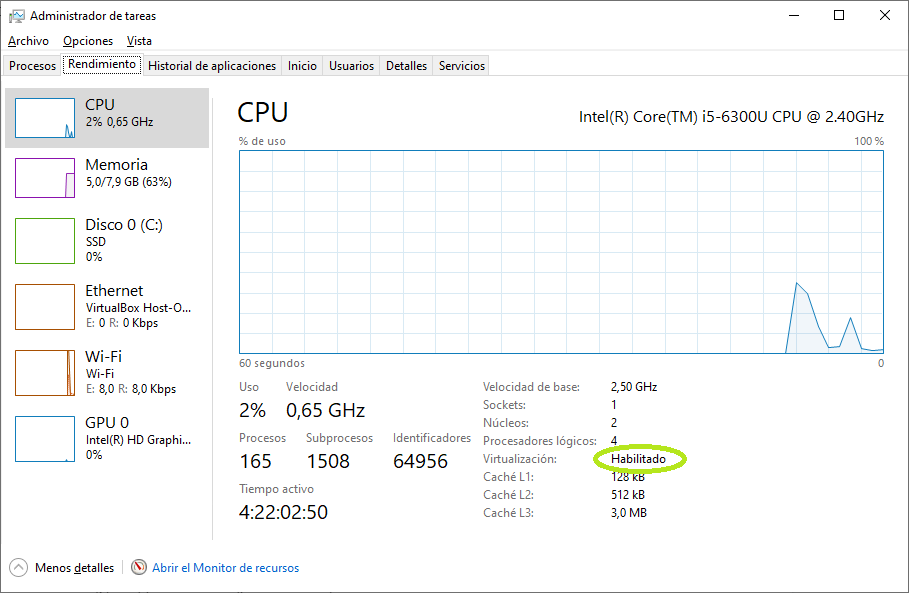 Administrador de tareas
Archivo Opciones Vista
Procesos Rendimiento Historial de aplicaciones Inicio Usuarios Detalles Servicios
CPU
2% 0,65 GHz
Memoria
5,0/7,9 GB (63%)
Disco 0 (C:)
SSD
0%
Ethernet
VirtualBox Host-O...
E: 0 R: 0 Kbps
Wi-Fi
Wi-Fi
E: 8,0 R: 8,0 Kbps
GPU 0
Intel(R) HD Graphi...
0%
CPU
Intel(R) Core(TM) i5-6300U CPU @ 2.40GHz
% de uso 100 %
60 segundos 0
Uso Velocidad
2% 0,65 GHz
Procesos Subprocesos Identificadores
165 1508 64956
Tiempo activo
4:22:02:50
Velocidad de base: 2,50 GHz
Sockets: 1
Núcleos: 2
Procesadores lógicos: 4
Virtualización: Habilitado
Caché L1: 128 kB
Caché L2: 512 kB
Caché L3: 3,0 MB
Menos detalles Abrir el Monitor de recursos